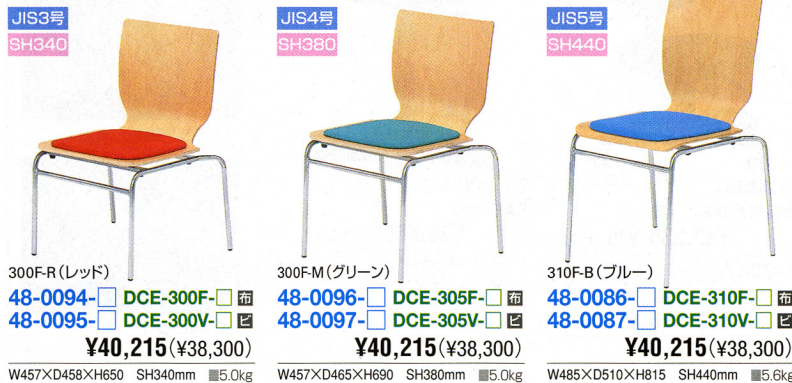 JIS3号
SH340
300F-R(レッド)
48-0094-□ DCE-300F-□ 布
48-0095-□ DCE-300V-□ ビ
¥40,215(¥38,300)
W457×D458×H650 SH340mm ■5.0kg
JIS4号
SH380
300F-M(グリーン)
48-0096-□ DCE-305F-□ 布
48-0097-□ DCE-305V-□ ビ
¥40,215(¥38,300)
W457×D465×H690 SH380mm ■5.0kg
JIS5号
SH440
310F-B(ブルー)
48-0086-□ DCE-310F-□ 布
48-0087-□ DCE-310V-□ ビ
¥40,215(¥38,300)
W485×D510×H815 SH440mm ■5.6kg